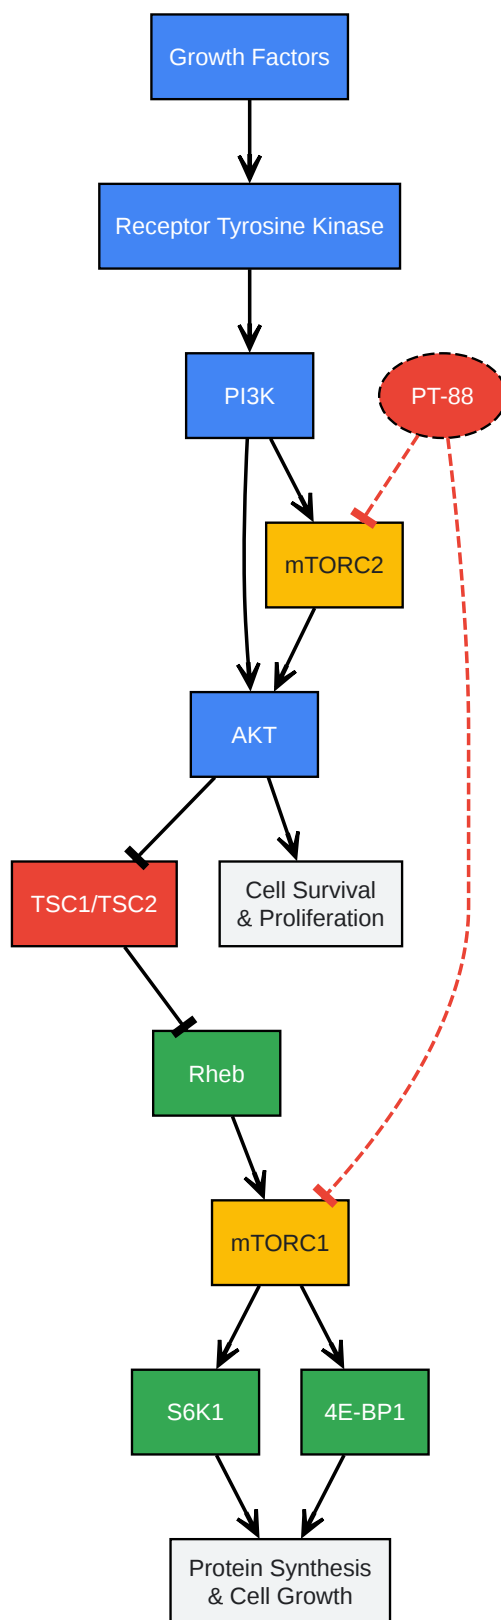 Growth Factors
Receptor Tyrosine Kinase
PI3K
PT-88
mTORC2
AKT
TSC1/TSC2
Cell Survival
& Proliferation
Rheb
mTORC1
S6K1
4E-BP1
Protein Synthesis
& Cell Growth